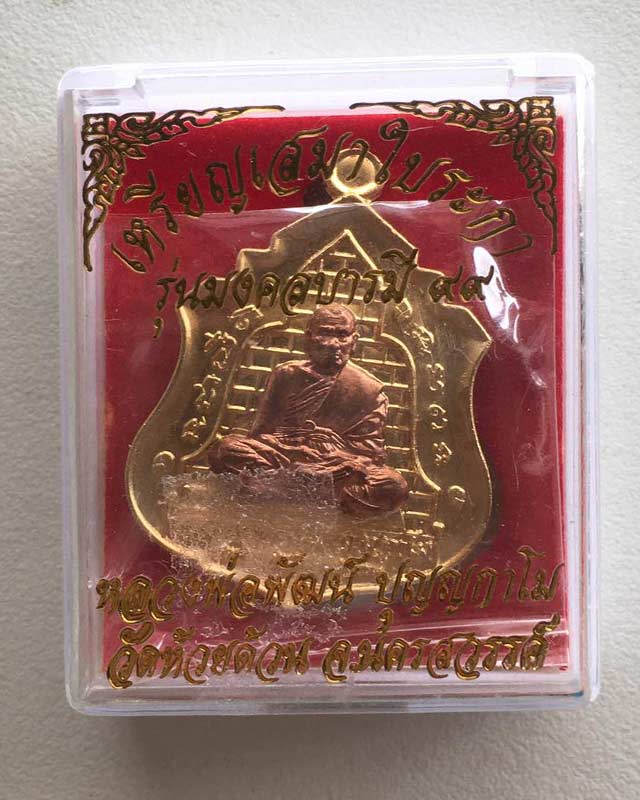 เหรียญเสมาใบระกา
รุ่นมงคลบารมี ๙๙
หลวงพ่อพัฒน์ ปุญญกาโม
วัดห้วยด้วน จ.นครสวรรค์